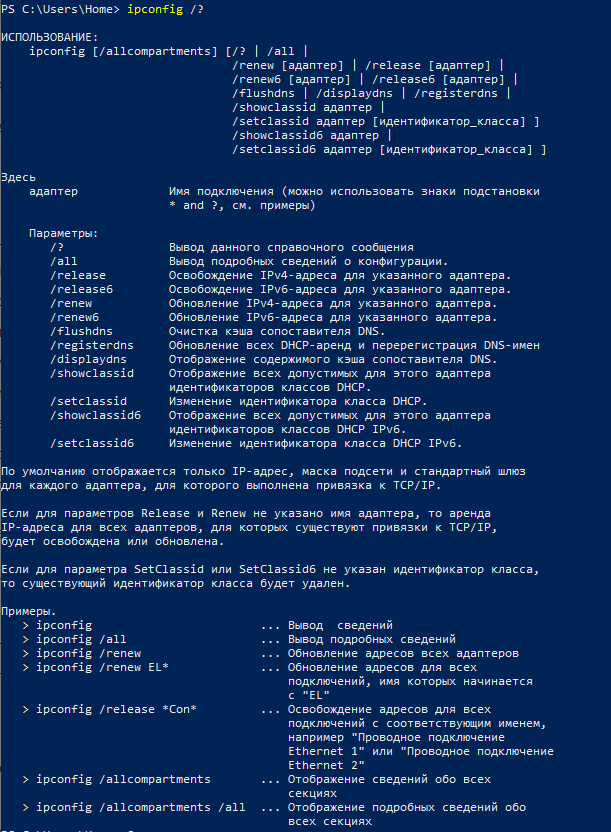 PS C:\Users\Home> ipconfig /?
ИСПОЛЬЗОВАНИЕ:
ipconfig [/allcompartments] [/? | /all |
/renew [адаптер] | /release [адаптер] |
/renew6 [адаптер] | /release6 [адаптер] |
/flushdns | /displaydns | /registerdns |
/showclassid адаптер |
/setclassid адаптер [идентификатор_класса] ]
/showclassid6 адаптер |
/setclassid6 адаптер [идентификатор_класса] ]
Здесь
адаптер Имя подключения (можно использовать знаки подстановки
* and ?, см. примеры)
Параметры:
/? Вывод данного справочного сообщения
/all Вывод подробных сведений о конфигурации.
/release Освобождение IPv4-адреса для указанного адаптера.
/release6 Освобождение IPv6-адреса для указанного адаптера.
/renew Обновление IPv4-адреса для указанного адаптера.
/renew6 Обновление IPv6-адреса для указанного адаптера.
/flushdns Очистка кэша сопоставителя DNS.
/registerdns Обновление всех DHCP-аренд и перерегистрация DNS-имен
/displaydns Отображение содержимого кэша сопоставителя DNS.
/showclassid Отображение всех допустимых для этого адаптера
идентификаторов классов DHCP.
/setclassid Изменение идентификатора класса DHCP.
/showclassid6 Отображение всех допустимых для этого адаптера
идентификаторов классов DHCP IPv6.
/setclassid6 Изменение идентификатора класса DHCP IPv6.
По умолчанию отображается только IP-адрес, маска подсети и стандартный шлюз
для каждого адаптера, для которого выполнена привязка к TCP/IP.
Если для параметров Release и Renew не указано имя адаптера, то аренда
IP-адреса для всех адаптеров, для которых существуют привязки к TCP/IP,
будет освобождена или обновлена.
Если для параметра SetClassid или SetClassid6 не указан идентификатор класса,
то существующий идентификатор класса будет удален.
Примеры.
> ipconfig ... Вывод  сведений
> ipconfig /all ... Вывод подробных сведений
> ipconfig /renew ... Обновление адресов всех адаптеров
> ipconfig /renew EL* ... Обновление адресов для всех
подключений, имя которых начинается
с "EL"
> ipconfig /release *Con* ... Освобождение адресов для всех
подключений с соответствующим именем,
например "Проводное подключение
Ethernet 1" или "Проводное подключение
Ethernet 2"
> ipconfig /allcompartments ... Отображение сведений обо всех
секциях
> ipconfig /allcompartments /all ... Отображение подробных сведений обо
всех секциях